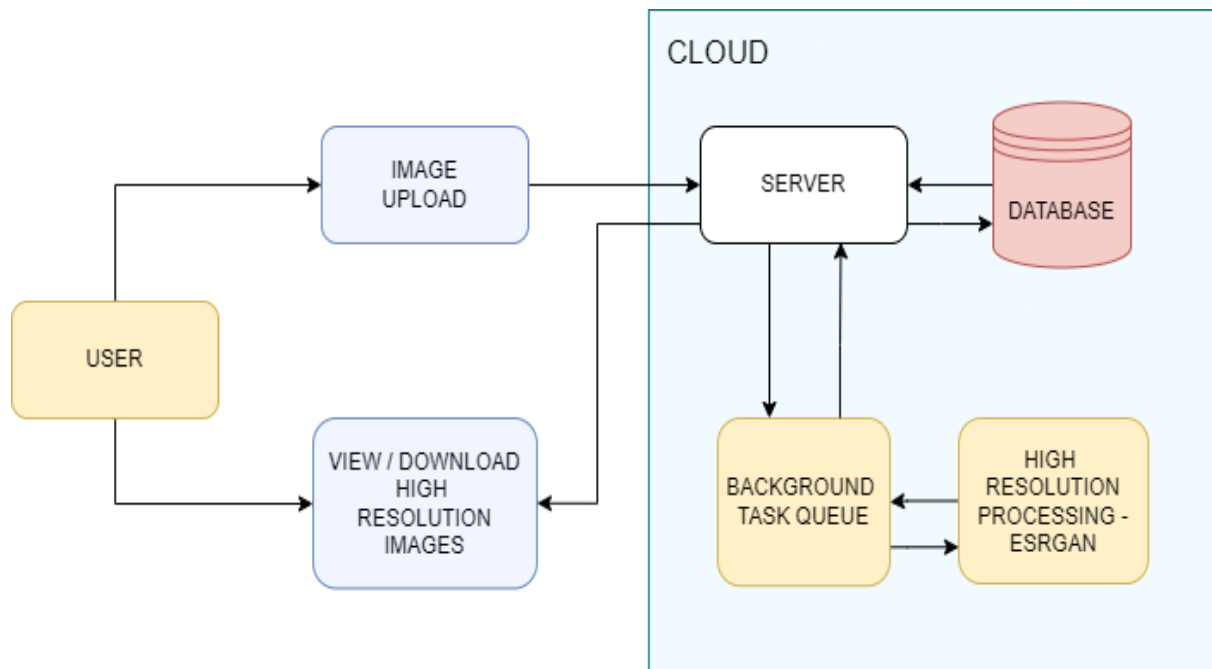 CLOUD
IMAGE
UPLOAD
SERVER
DATABASE
USER
VIEW / DOWNLOAD
HIGH
RESOLUTION
IMAGES
BACKGROUND
TASK QUEUE
HIGH
RESOLUTION
PROCESSING -
ESRGAN